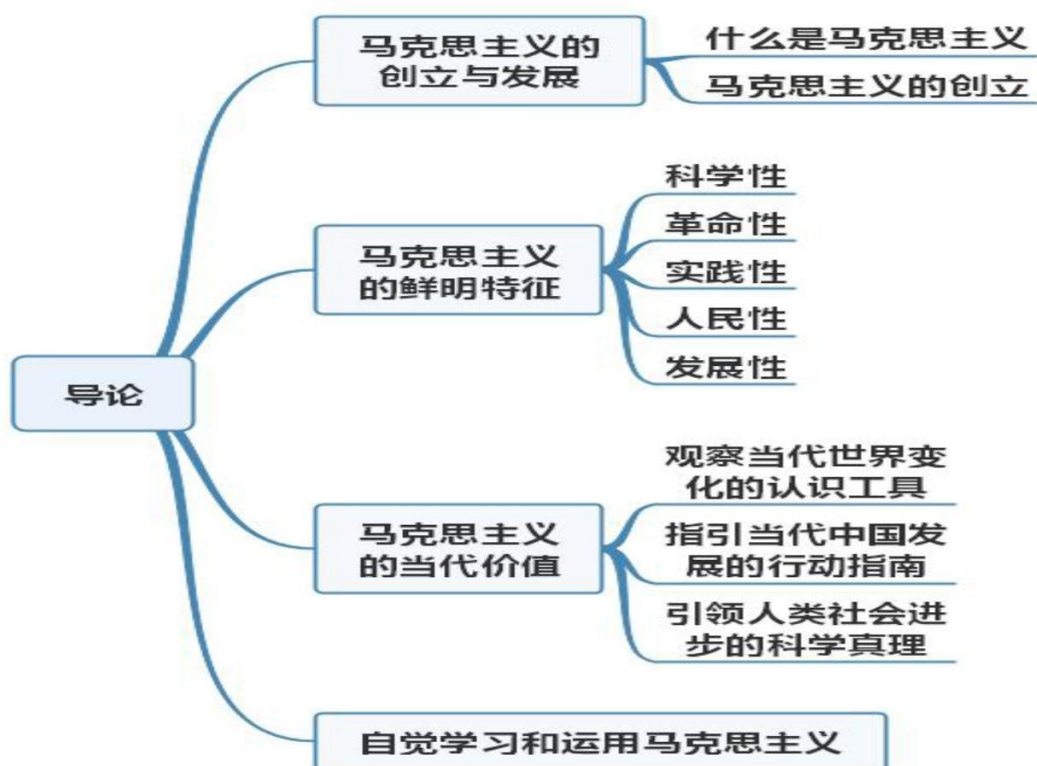 马克思主义的
创立与发展
什么是马克思主义
马克思主义的创立
马克思主义
的鲜明特征
科学性
革命性
实践性
人民性
发展性
导论
马克思主义
的当代价值
观察当代世界变
化的认识工具
指引当代中国发
展的行动指南
引领人类社会进
步的科学真理
自觉学习和运用马克思主义